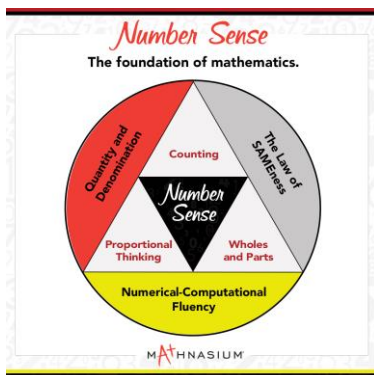 Number Sense
The foundation of mathematics.
Quantity and
Denomination
The Law of
SAMEness
Counting
Number
Sense
Proportional
Thinking
Wholes
and Parts
Numerical-Computational
Fluency
MATHNASIUM